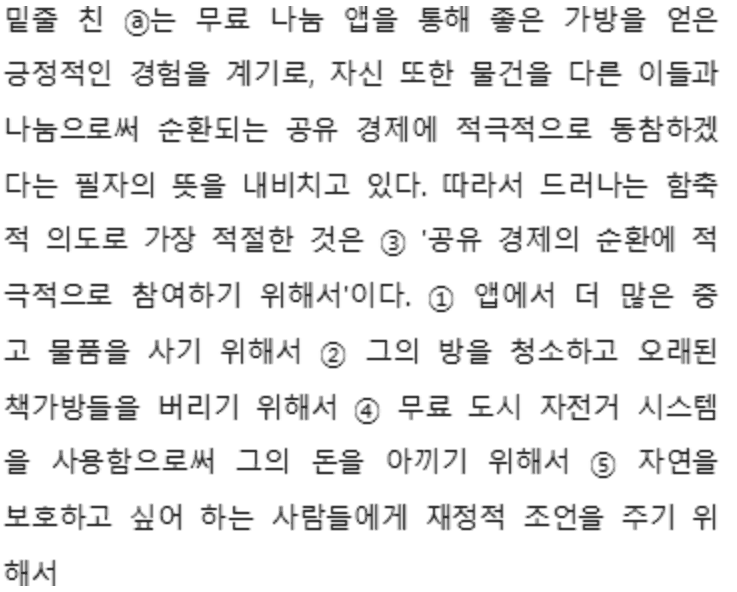 밑줄 친 ⓐ는 무료 나눔 앱을 통해 좋은 가방을 얻은
긍정적인 경험을 계기로, 자신 또한 물건을 다른 이들과
나눔으로써 순환되는 공유 경제에 적극적으로 동참하겠
다는 필자의 뜻을 내비치고 있다. 따라서 드러나는 함축
적 의도로 가장 적절한 것은 ③ '공유 경제의 순환에 적
극적으로 참여하기 위해서'이다. ① 앱에서 더 많은 중
고 물품을 사기 위해서 ② 그의 방을 청소하고 오래된
책가방들을 버리기 위해서 ④ 무료 도시 자전거 시스템
을 사용함으로써 그의 돈을 아끼기 위해서 ⑤ 자연을
보호하고 싶어 하는 사람들에게 재정적 조언을 주기 위
해서